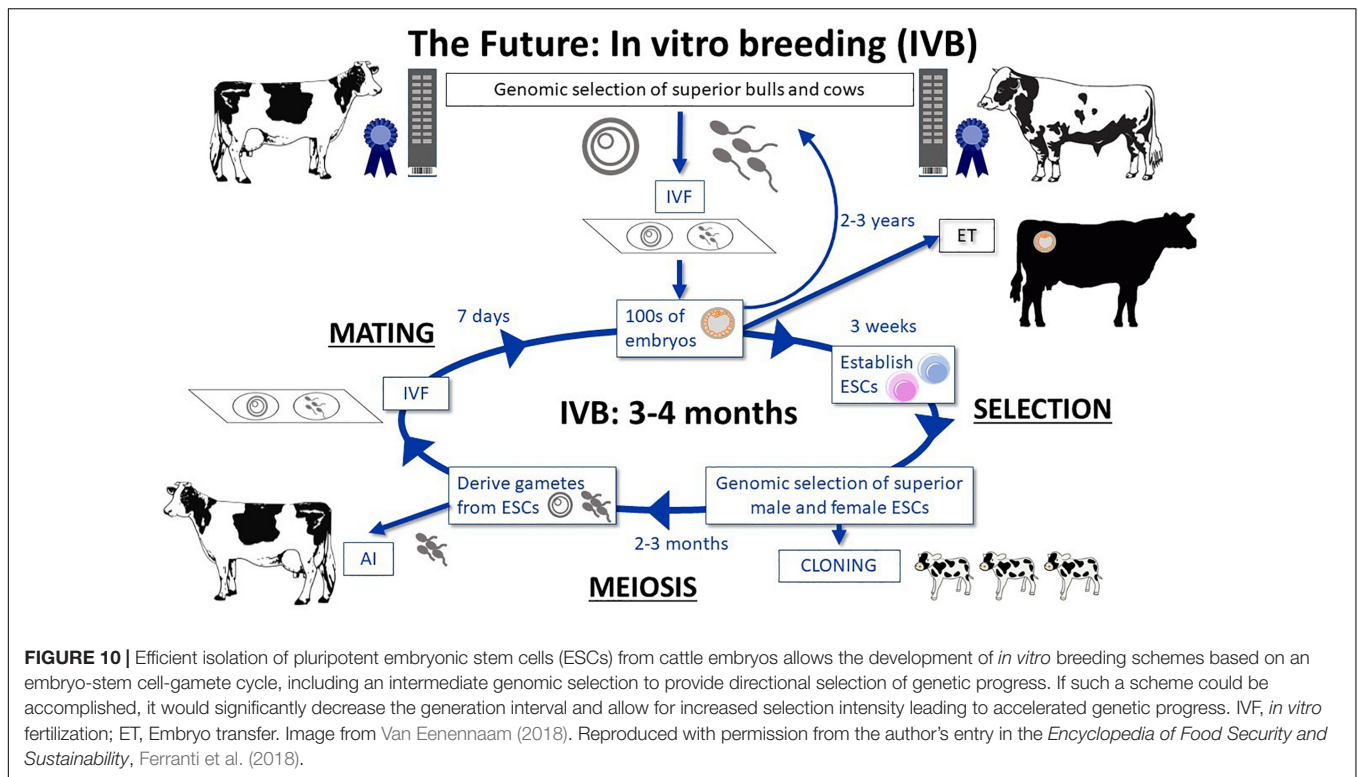 The Future: In vitro breeding (IVB)
Genomic selection of superior bulls and cows
IVF
2-3 years
ET
100s of
embryos
7 days
MATING
3 weeks
Establish
ESCs
IVF
IVB: 3-4 months
SELECTION
Derive gametes
from ESCs
Genomic selection of superior
male and female ESCs
2-3 months
AI
MEIOSIS
CLONING
FIGURE 10 | Efficient isolation of pluripotent embryonic stem cells (ESCs) from cattle embryos allows the development of in vitro breeding schemes based on an
embryo-stem cell-gamete cycle, including an intermediate genomic selection to provide directional selection of genetic progress. If such a scheme could be
accomplished, it would significantly decrease the generation interval and allow for increased selection intensity leading to accelerated genetic progress. IVF, in vitro
fertilization; ET, Embryo transfer. Image from Van Eenennaam (2018). Reproduced with permission from the author's entry in the Encyclopedia of Food Security and
Sustainability, Ferranti et al. (2018).